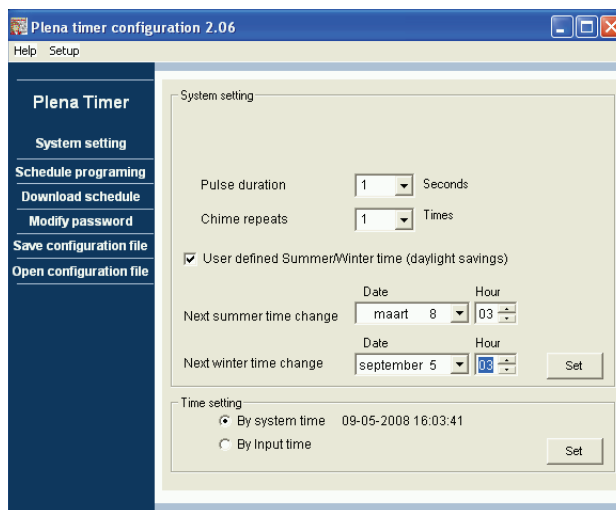 Plena timer configuration 2.06
Help Setup
Plena Timer
System setting
Schedule programing
Download schedule
Modify password
Save configuration file
Open configuration file
System setting
Pulse duration 1 Seconds
Chime repeats 1 Times
User defined Summer/Winter time (daylight savings)
Date Hour
Next summer time change maart 8 03
Date Hour
Next winter time change september 5 03 Set
Time setting
By system time 09-05-2008 16:03:41
By Input time
Set